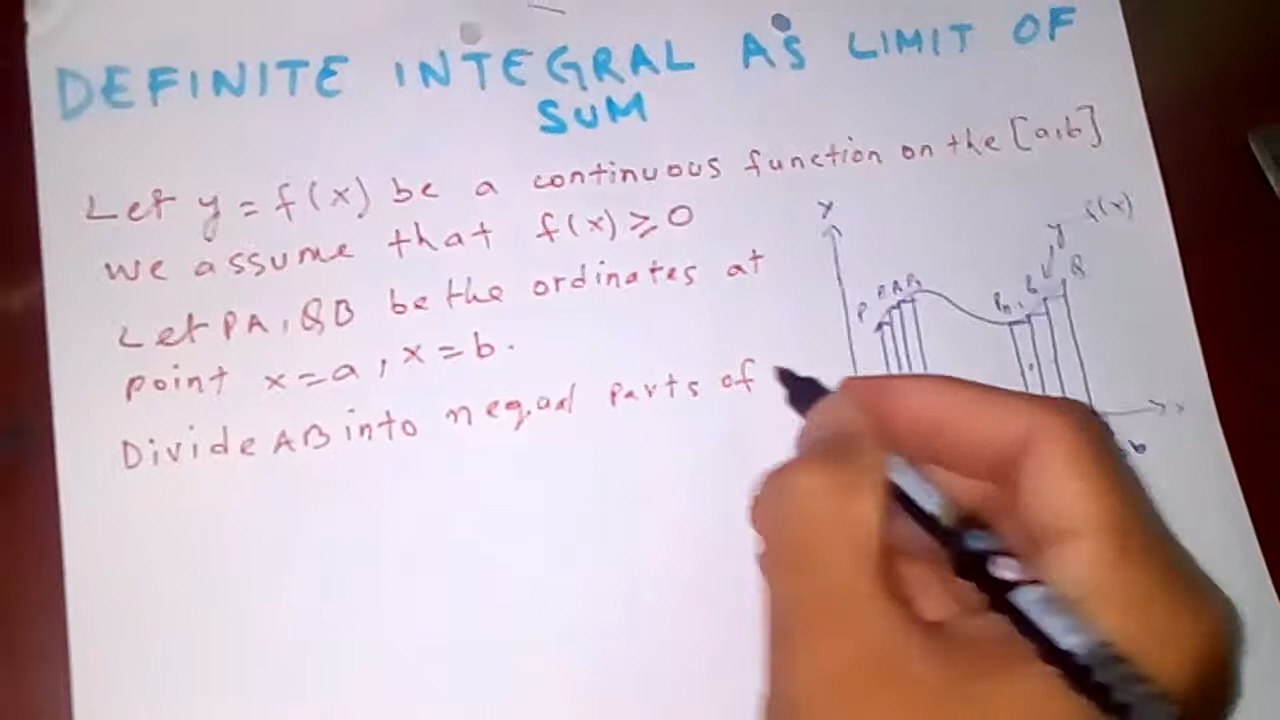 DEFINITE INTEGRAL AS LIMIT OF
SUM
Let y = f(x) be a continuous function on the [a,b]
we assume that f(x) ≥ 0
Let PA, QB be the ordinates at
point x = a, x = b.
Divide AB into n equal parts of
Y
y
f(x)
P
Q
x
b